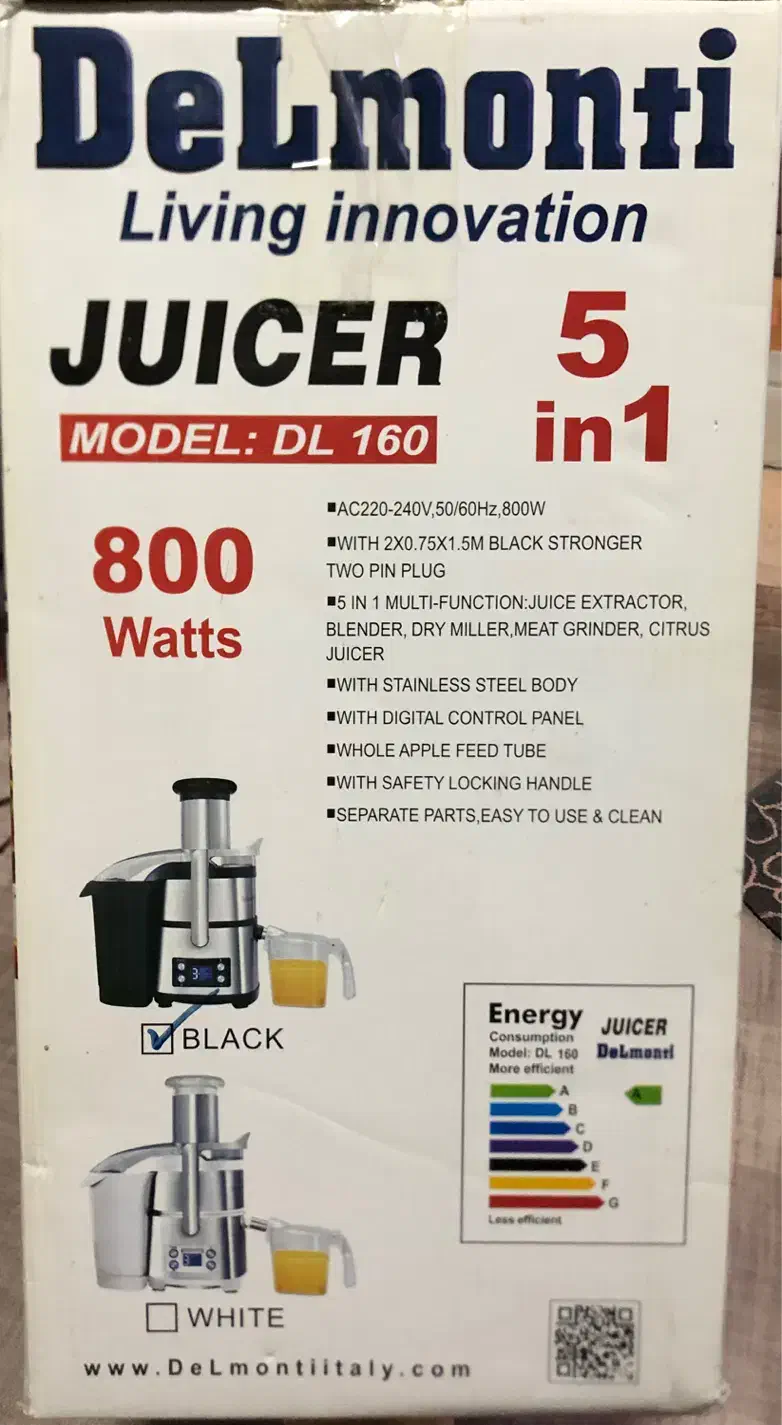 DeLmonti
Living innovation
JUICER
5
in1
MODEL: DL 160
800
Watts
▪AC220-240V,50/60Hz,800W
▪WITH 2X0.75X1.5M BLACK STRONGER
TWO PIN PLUG
▪5 IN 1 MULTI-FUNCTION:JUICE EXTRACTOR,
BLENDER, DRY MILLER,MEAT GRINDER, CITRUS
JUICER
▪WITH STAINLESS STEEL BODY
▪WITH DIGITAL CONTROL PANEL
▪WHOLE APPLE FEED TUBE
▪WITH SAFETY LOCKING HANDLE
▪SEPARATE PARTS,EASY TO USE & CLEAN
BLACK
Energy
Consumption
Model: DL 160
More efficient
JUICER
DeLmonti
A
A
B
C
D
E
F
G
Less efficient
WHITE
www.DeLmontiitaly.com